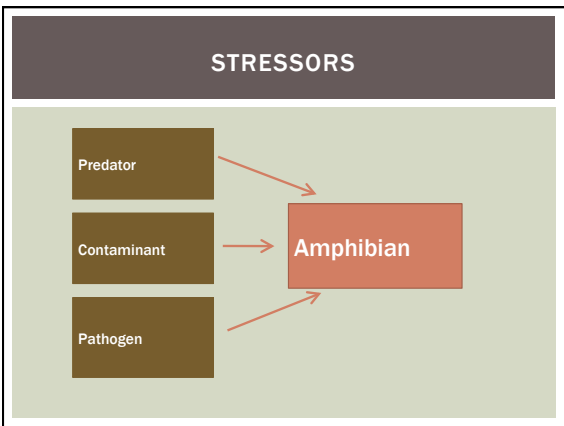 STRESSORS
Predator
Contaminant
Amphibian
Pathogen